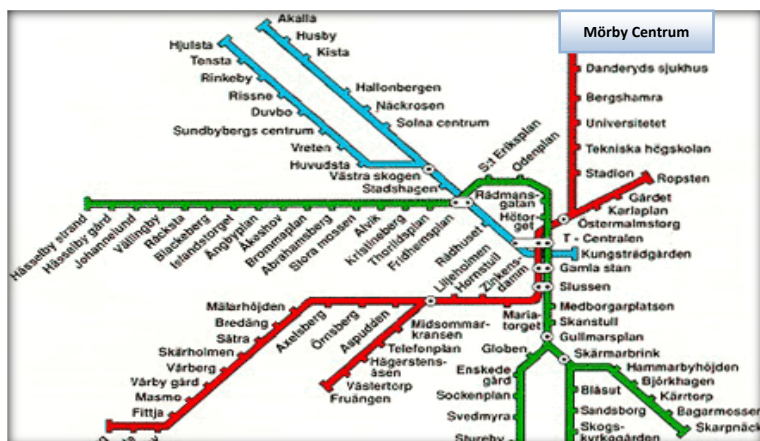 Mörby Centrum
Akalla
Husby
Kista
Hallonbergen
Näckrosen
Solna centrum
Hjulsta
Tensta
Rinkeby
Rissne
Duvbo
Sundbybergs centrum
Vreten
Huvudsta
Västra skogen
Stadshagen
S:t Eriksplan
Odenplan
Rådmans-
gatan
Hötor-
get
Danderyds sjukhus
Bergshamra
Universitetet
Tekniska högskolan
Stadion
Ropsten
Gärdet
Karlaplan
Östermalmstorg
T - Centralen
Kungsträdgården
Gamla stan
Slussen
Hässelby strand
Hässelby gård
Johannelund
Vällingby
Råcksta
Blackeberg
Islandstorget
Ängbyplan
Åkeshov
Brommaplan
Abrahamsberg
Stora mossen
Alvik
Kristineberg
Thorildsplan
Fridhemsplan
Rådhuset
Liljeholmen
Hornstull
Zinkens-
damm
Maria-
torget
Mälarhöjden
Bredäng
Sätra
Skärholmen
Vårberg
Vårby gård
Masmo
Fittja
Axelsberg
Örnsberg
Aspudden
Midsommar-
kransen
Telefonplan
Hägerstens-
åsen
Västertorp
Fruängen
Medborgarplatsen
Skanstull
Gullmarsplan
Skärmarbrink
Globen
Enskede
gård
Sockenplan
Svedmyra
Stureby
Blåsut
Sandsborg
Skogs-
kyrkogården
Hammarbyhöjden
Björkhagen
Kärrtorp
Bagarmossen
Skarpnäck